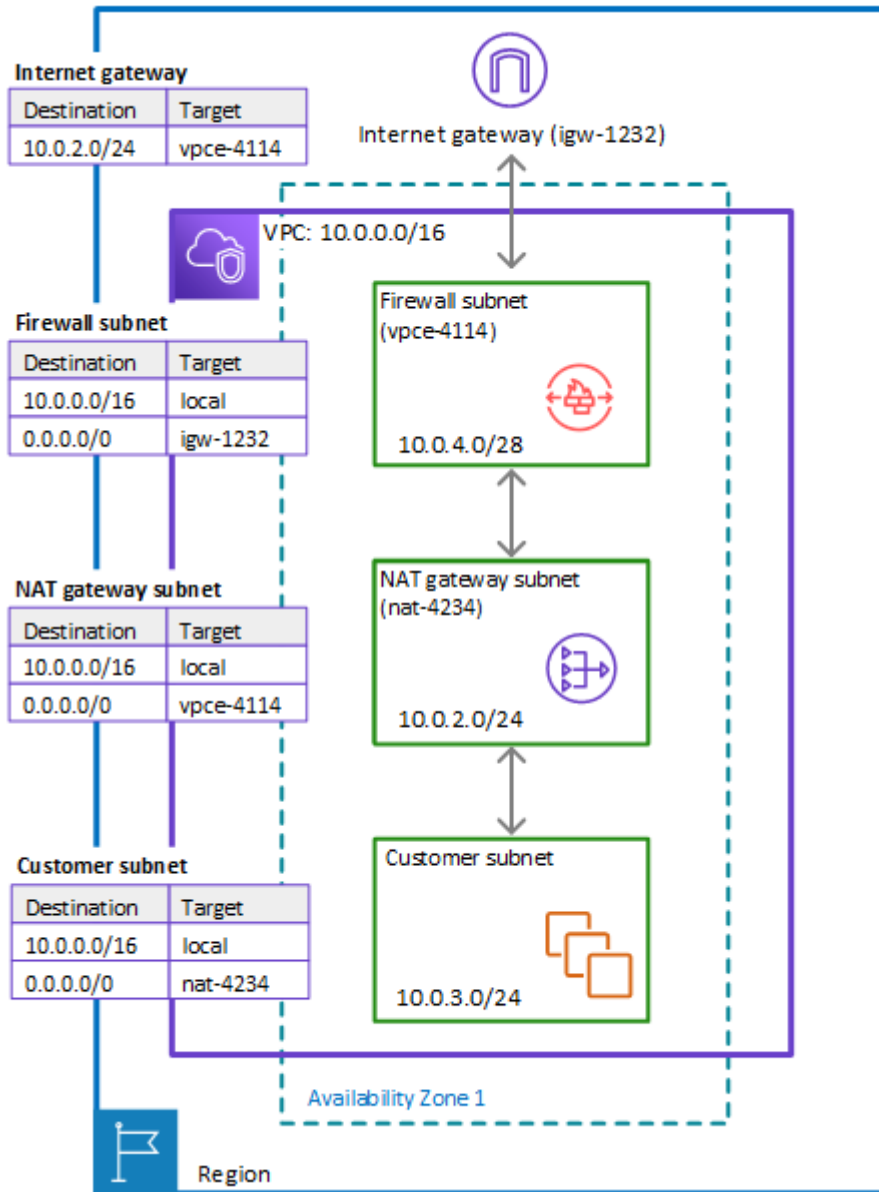 Internet gateway
Destination Target
10.0.2.0/24 vpce-4114
Internet gateway (igw-1232)
VPC: 10.0.0.0/16
Firewall subnet
Destination Target
10.0.0.0/16 local
0.0.0.0/0 igw-1232
Firewall subnet
(vpce-4114)
10.0.4.0/28
NAT gateway subnet
Destination Target
10.0.0.0/16 local
0.0.0.0/0 vpce-4114
NAT gateway subnet
(nat-4234)
10.0.2.0/24
Customer subnet
Destination Target
10.0.0.0/16 local
0.0.0.0/0 nat-4234
Customer subnet
10.0.3.0/24
Availability Zone 1
Region